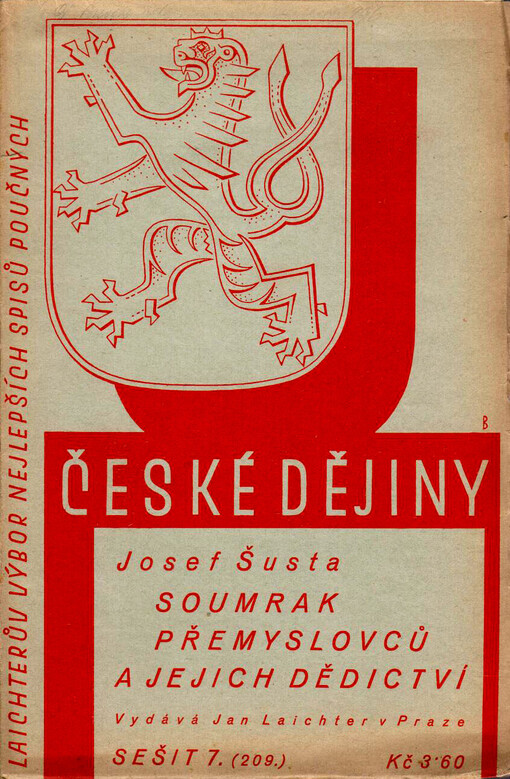 LAICHTERŮV VÝBOR NEJLEPŠÍCH SPISŮ POUČNÝCH
B
ČESKÉ DĚJINY
Josef Šusta
SOUMRAK
PŘEMYSLOVCŮ
A JEJICH DĚDICTVÍ
Vydává Jan Laichter v Praze
SEŠIT 7. (209.) Kč 3·60